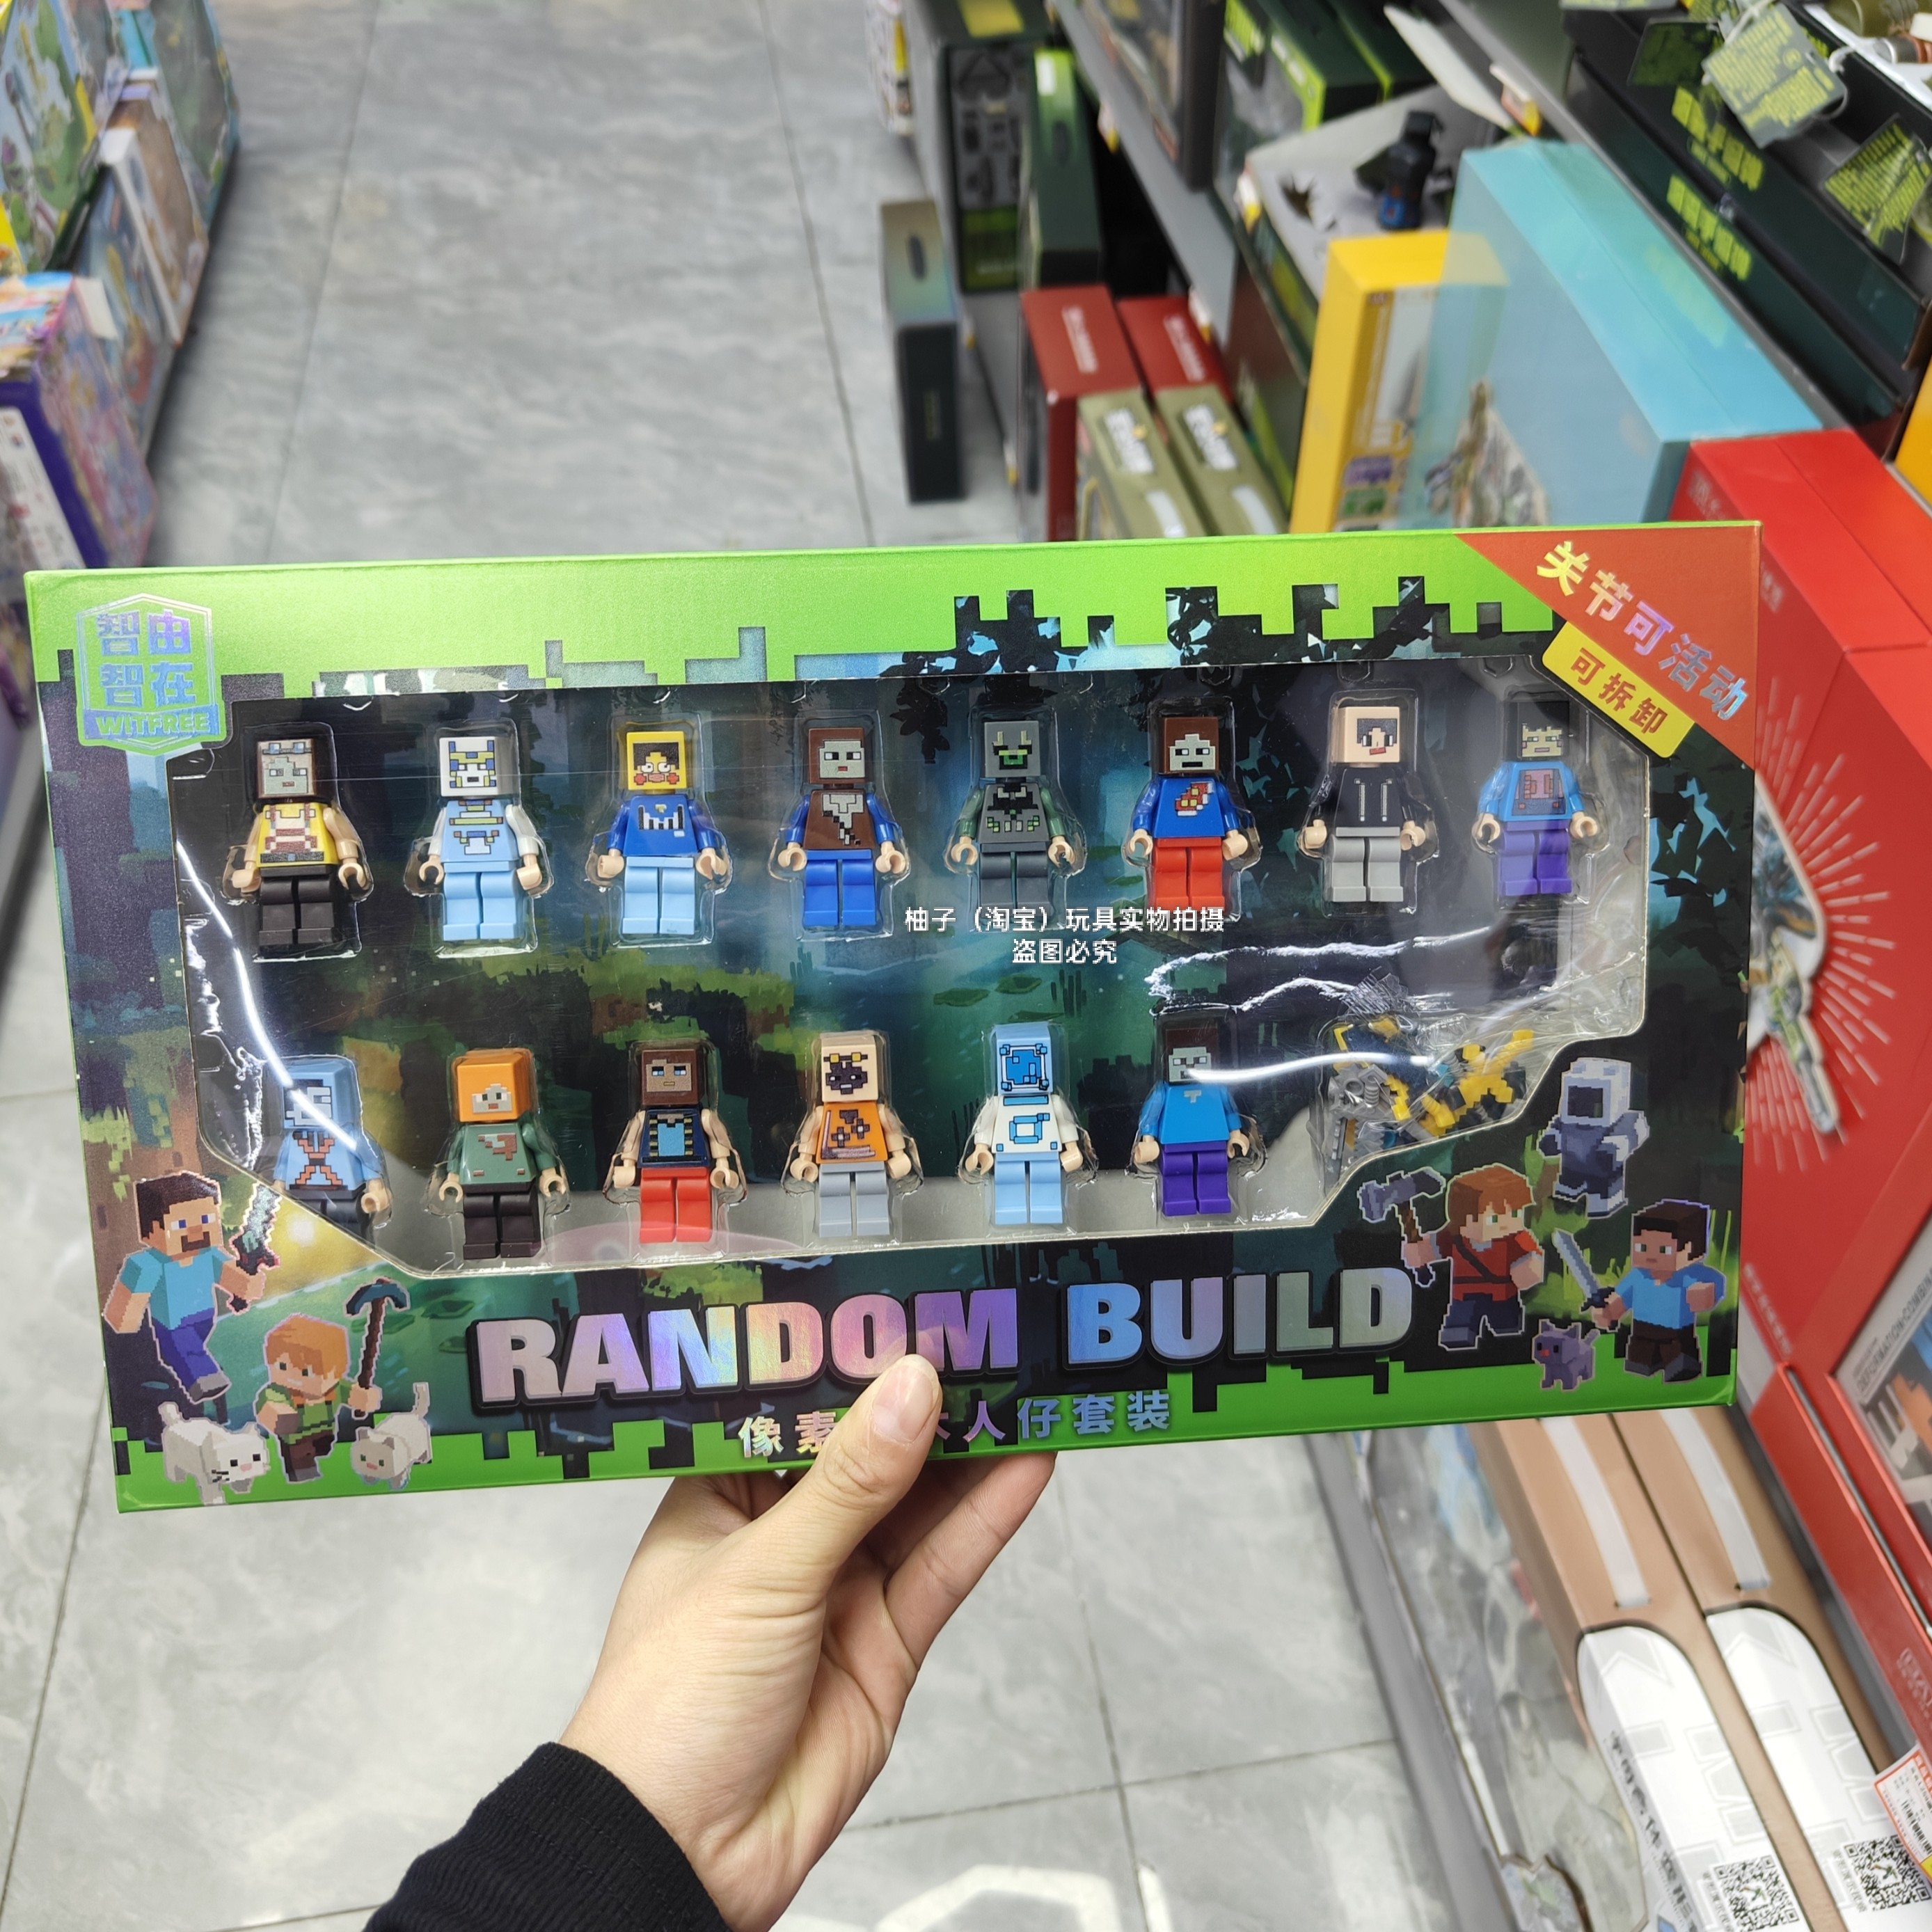 智由
智在
WITFREE
关节可活动
可拆卸
柚子（淘宝）玩具实物拍摄
盗图必究
RANDOM BUILD
像素 人仔套装